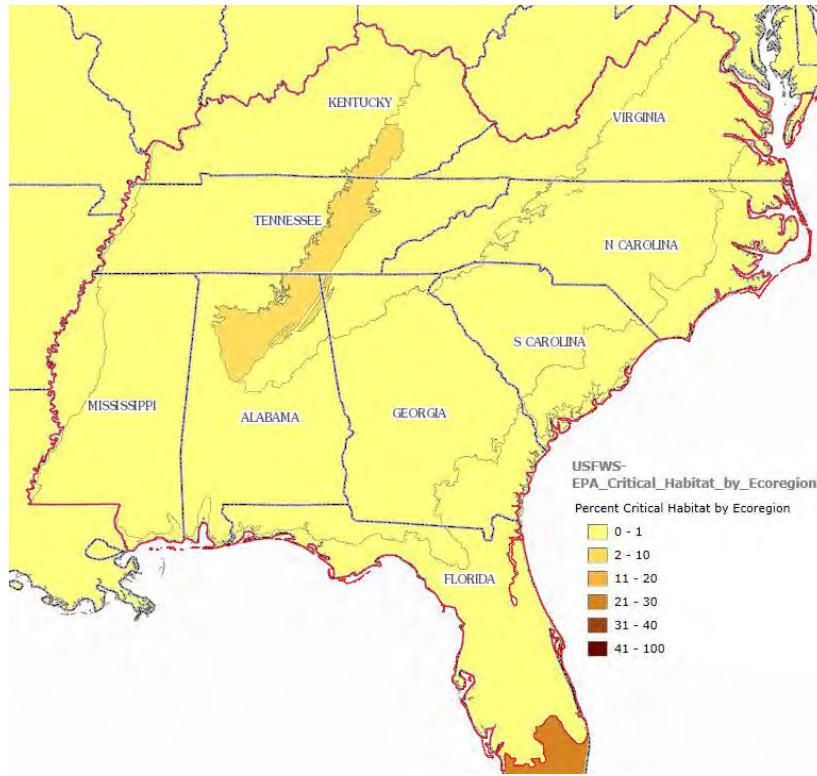 KENTUCKY
VIRGINIA
TENNESSEE
N CAROLINA
S CAROLINA
MISSISSIPPI
ALABAMA
GEORGIA
FLORIDA
USFWS-
EPA_Critical_Habitat_by_Ecoregion
Percent Critical Habitat by Ecoregion
0 - 1
2 - 10
11 - 20
21 - 30
31 - 40
41 - 100